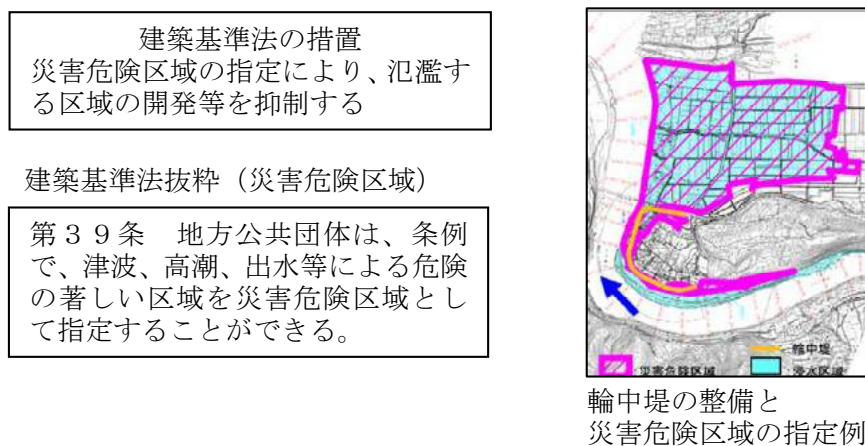 建築基準法の措置
災害危険区域の指定により、氾濫す
る区域の開発等を抑制する
建築基準法抜粋（災害危険区域）
第３９条　地方公共団体は、条例
で、津波、高潮、出水等による危険
の著しい区域を災害危険区域とし
て指定することができる。
輪中堤
災害危険区域
浸水区域
輪中堤の整備と
災害危険区域の指定例